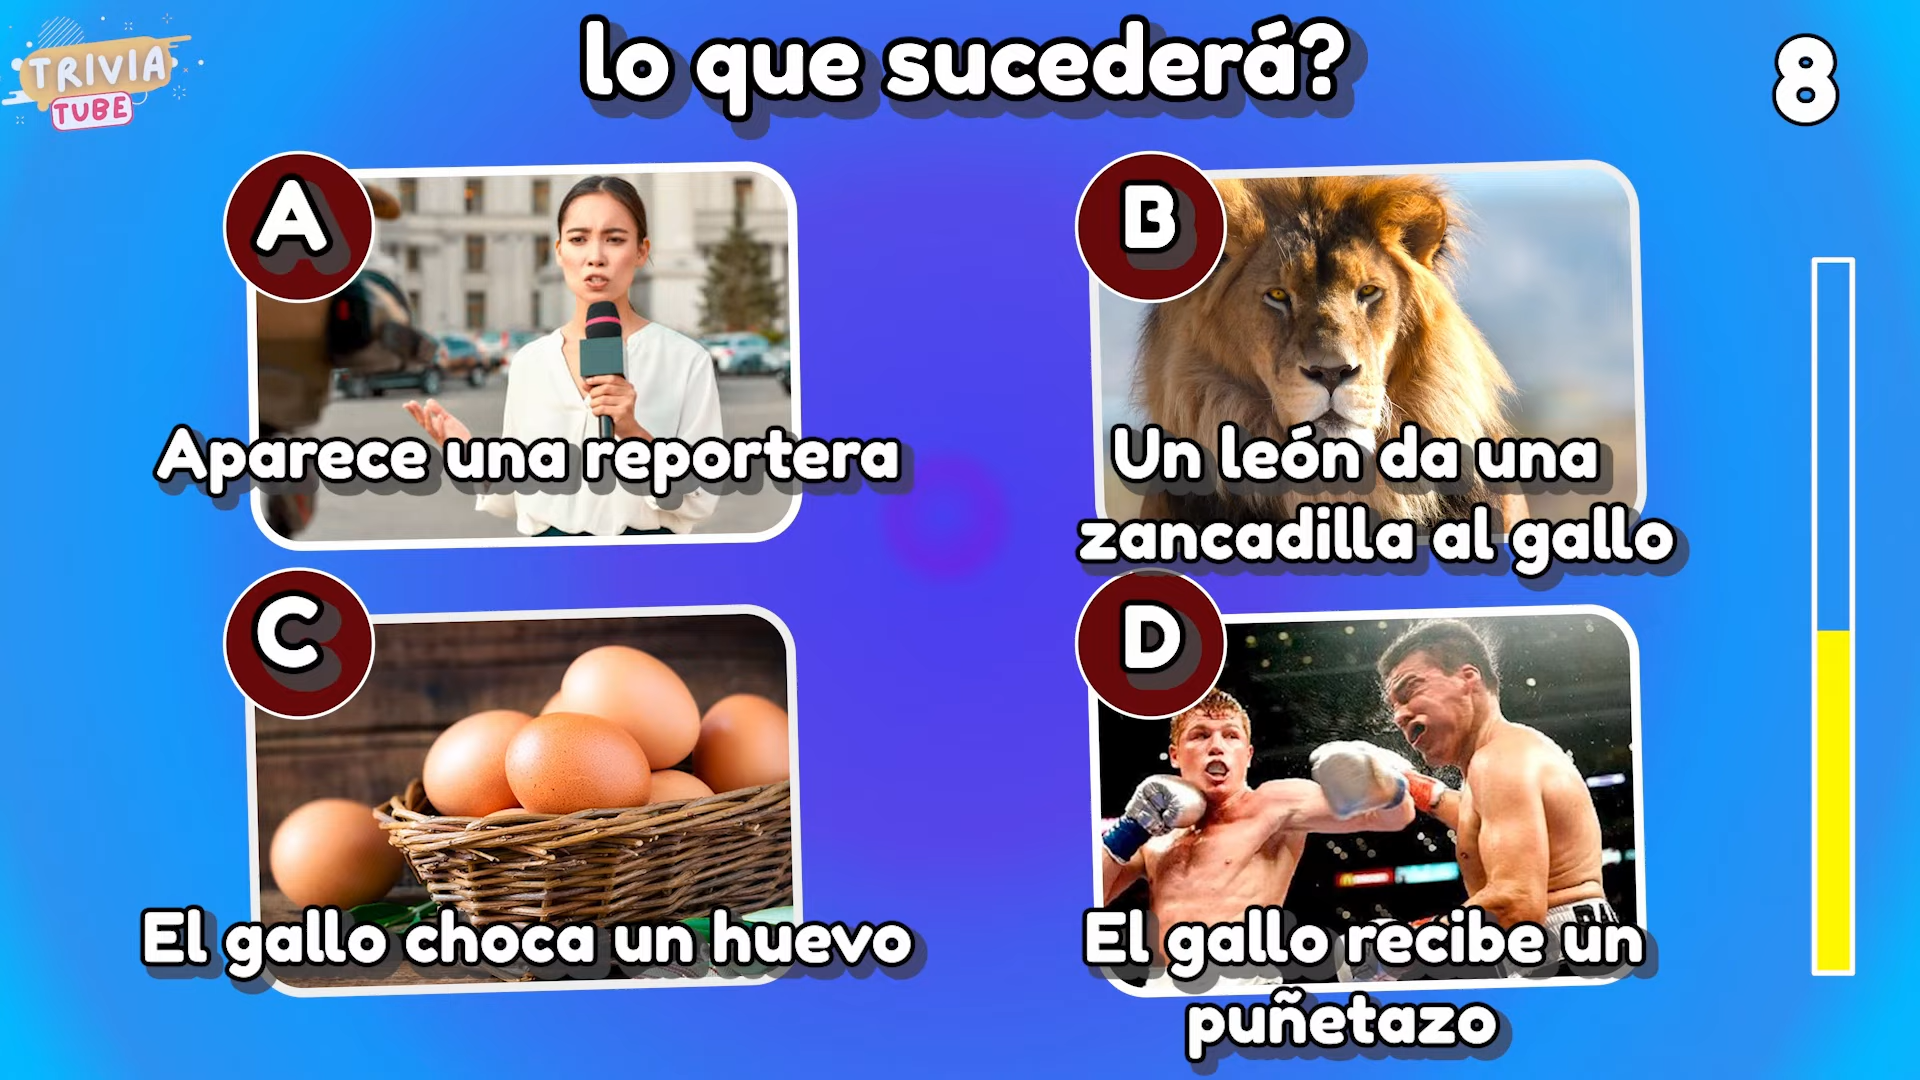 TRIVIA
TUBE
lo que sucederá?
8
A
Aparece una reportera
B
Un león da una
zancadilla al gallo
C
El gallo choca un huevo
D
El gallo recibe un
puñetazo